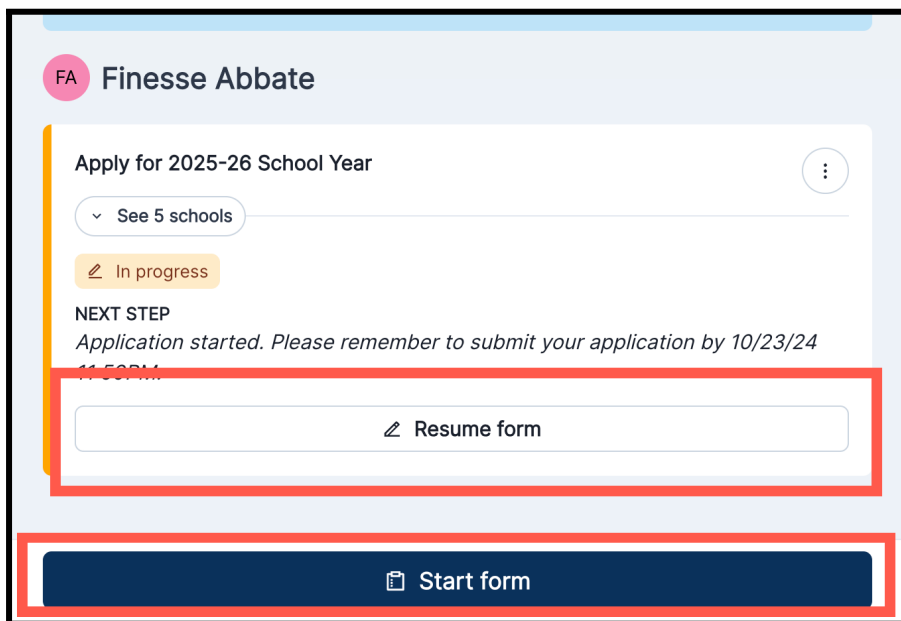 FA Finesse Abbate
Apply for 2025-26 School Year
See 5 schools
In progress
NEXT STEP
Application started. Please remember to submit your application by 10/23/24
Resume form
Start form